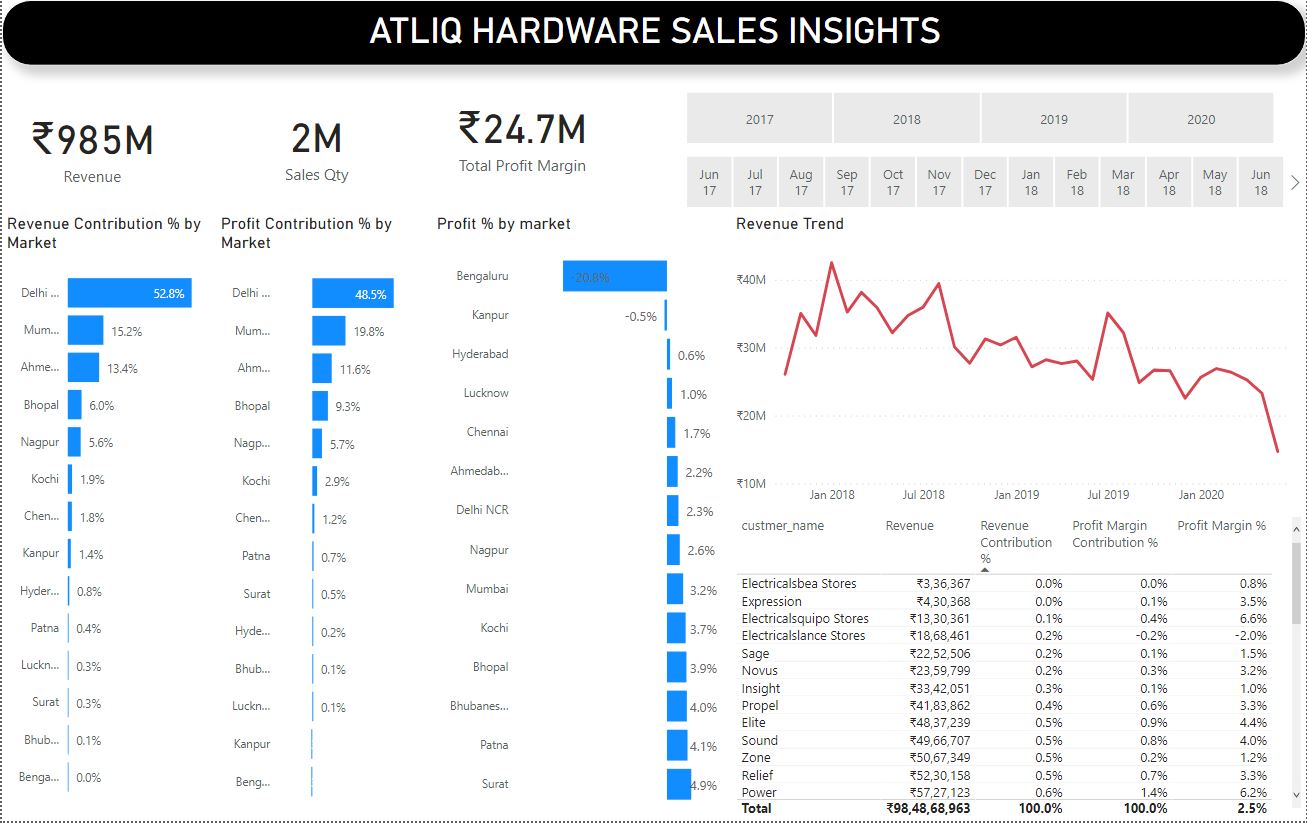 ATLIQ HARDWARE SALES INSIGHTS
₹985M
Revenue
2M
Sales Qty
₹24.7M
Total Profit Margin
2017 2018 2019 2020
Jun 17 Jul 17 Aug 17 Sep 17 Oct 17 Nov 17 Dec 17 Jan 18 Feb 18 Mar 18 Apr 18 May 18 Jun 18
Revenue Contribution % by
Market
Delhi ... 52.8%
Mum... 15.2%
Ahme... 13.4%
Bhopal 6.0%
Nagpur 5.6%
Kochi 1.9%
Chen... 1.8%
Kanpur 1.4%
Hyder... 0.8%
Patna 0.4%
Luckn... 0.3%
Surat 0.3%
Bhub... 0.1%
Benga... 0.0%
Profit Contribution % by
Market
Delhi ... 48.5%
Mum... 19.8%
Ahm... 11.6%
Bhopal 9.3%
Nagp... 5.7%
Kochi 2.9%
Chen... 1.2%
Patna 0.7%
Surat 0.5%
Hyde... 0.2%
Bhub... 0.1%
Luckn... 0.1%
Kanpur
Beng...
Profit % by market
Bengaluru -20.8%
Kanpur -0.5%
Hyderabad 0.6%
Lucknow 1.0%
Chennai 1.7%
Ahmedab... 2.2%
Delhi NCR 2.3%
Nagpur 2.6%
Mumbai 3.2%
Kochi 3.7%
Bhopal 3.9%
Bhubanes... 4.0%
Patna 4.1%
Surat 4.9%
Revenue Trend
₹40M
₹30M
₹20M
₹10M
Jan 2018 Jul 2018 Jan 2019 Jul 2019 Jan 2020
custmer_name Revenue Revenue Contribution % Profit Margin Contribution % Profit Margin %
Electricalsbea Stores ₹3,36,367 0.0% 0.0% 0.8%
Expression ₹4,30,368 0.0% 0.1% 3.5%
Electricalsquipo Stores ₹13,30,361 0.1% 0.4% 6.6%
Electricalslance Stores ₹18,68,461 0.2% -0.2% -2.0%
Sage ₹22,52,506 0.2% 0.1% 1.5%
Novus ₹23,59,799 0.2% 0.3% 3.2%
Insight ₹33,42,051 0.3% 0.1% 1.0%
Propel ₹41,83,862 0.4% 0.6% 3.3%
Elite ₹48,37,239 0.5% 0.9% 4.4%
Sound ₹49,66,707 0.5% 0.8% 4.0%
Zone ₹50,67,349 0.5% 0.2% 1.2%
Relief ₹52,30,158 0.5% 0.7% 3.3%
Power ₹57,27,123 0.6% 1.4% 6.2%
Total ₹98,48,68,963 100.0% 100.0% 2.5%